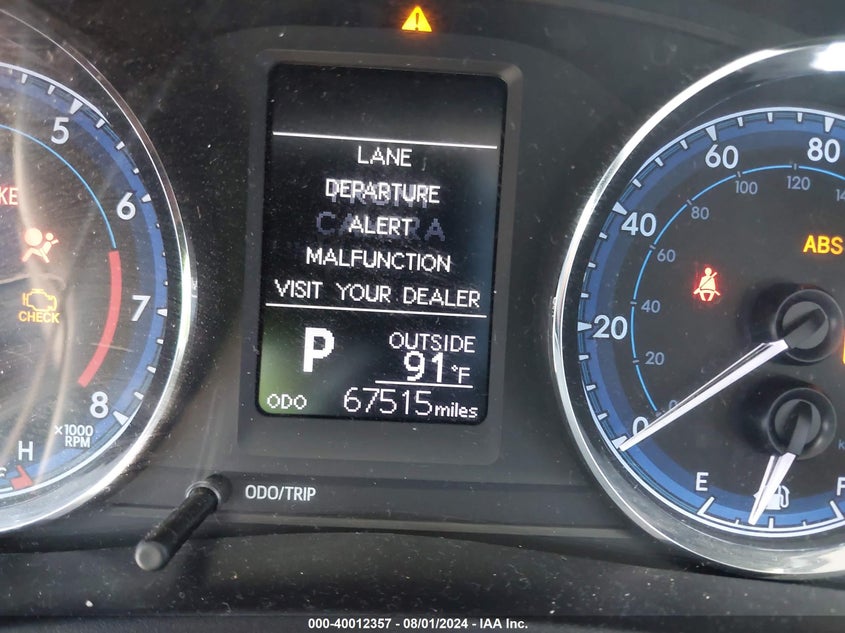 5
6
7
8
x1000
RPM
H
CHECK
LANE
DEPARTURE
ALERT
MALFUNCTION
VISIT YOUR DEALER
P
OUTSIDE
91°F
ODO 67515 miles
ODO/TRIP
0
20
40
60
80
0
20
40
60
80
100
120
ABS
E
F
000-40012357 - 08/01/2024 - IAA Inc.